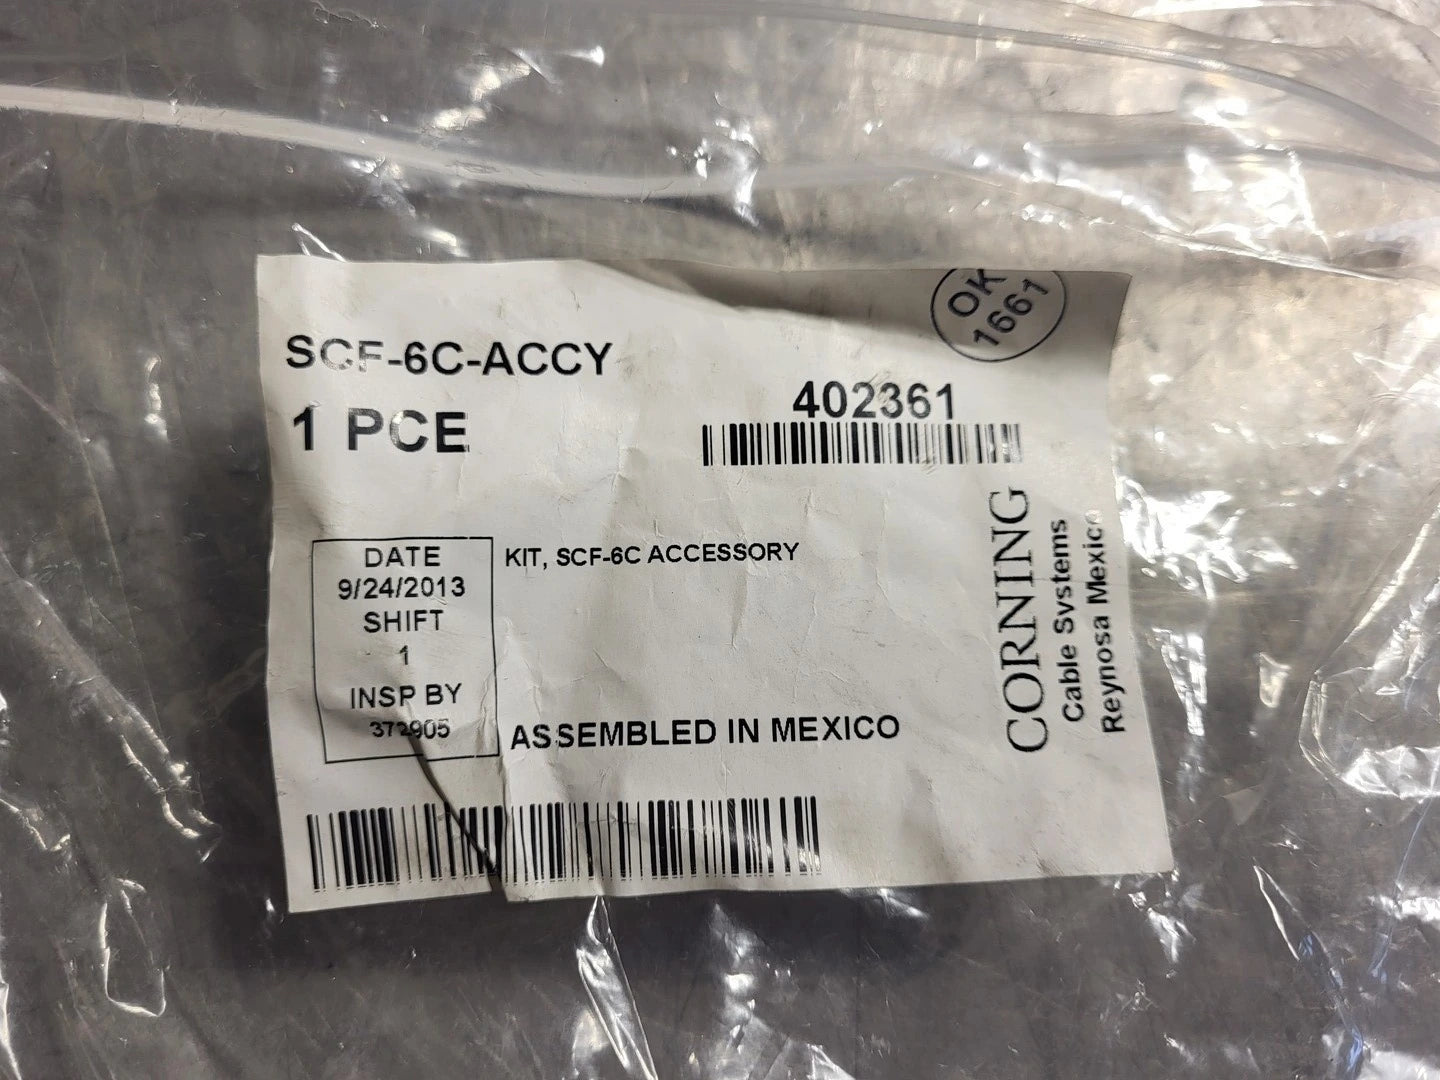 OK
1661
SCF-6C-ACCY
1 PCE
402361
DATE
9/24/2013
SHIFT
1
INSP BY
372905
KIT, SCF-6C ACCESSORY
ASSEMBLED IN MEXICO
CORNING
Cable Systems
Reynosa Mexico